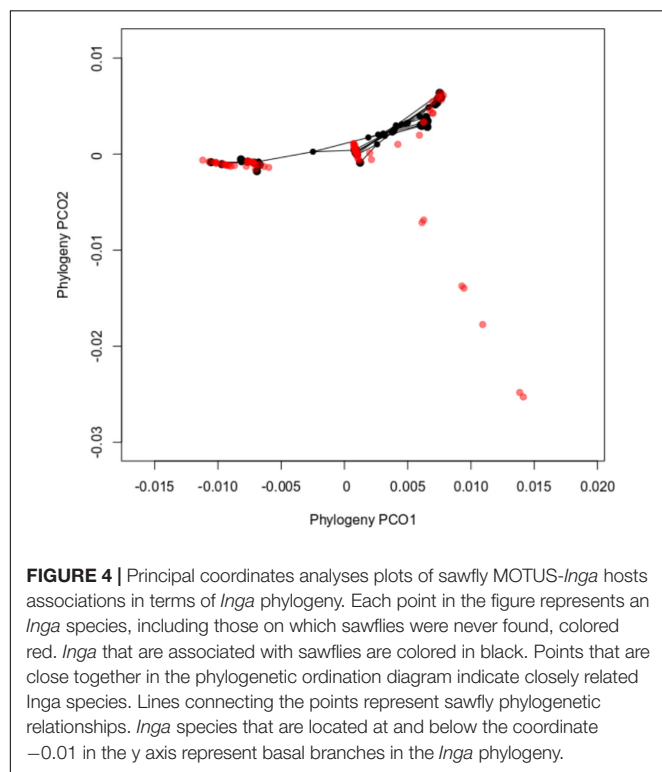 0.01
0
-0.01
-0.02
-0.03
Phylogeny PCO2
-0.015
-0.010
-0.005
0
0.005
0.010
0.015
0.020
Phylogeny PCO1
FIGURE 4 | Principal coordinates analyses plots of sawfly MOTUS-Inga hosts
associations in terms of Inga phylogeny. Each point in the figure represents an
Inga species, including those on which sawflies were never found, colored
red. Inga that are associated with sawflies are colored in black. Points that are
close together in the phylogenetic ordination diagram indicate closely related
Inga species. Lines connecting the points represent sawfly phylogenetic
relationships. Inga species that are located at and below the coordinate
−0.01 in the y axis represent basal branches in the Inga phylogeny.